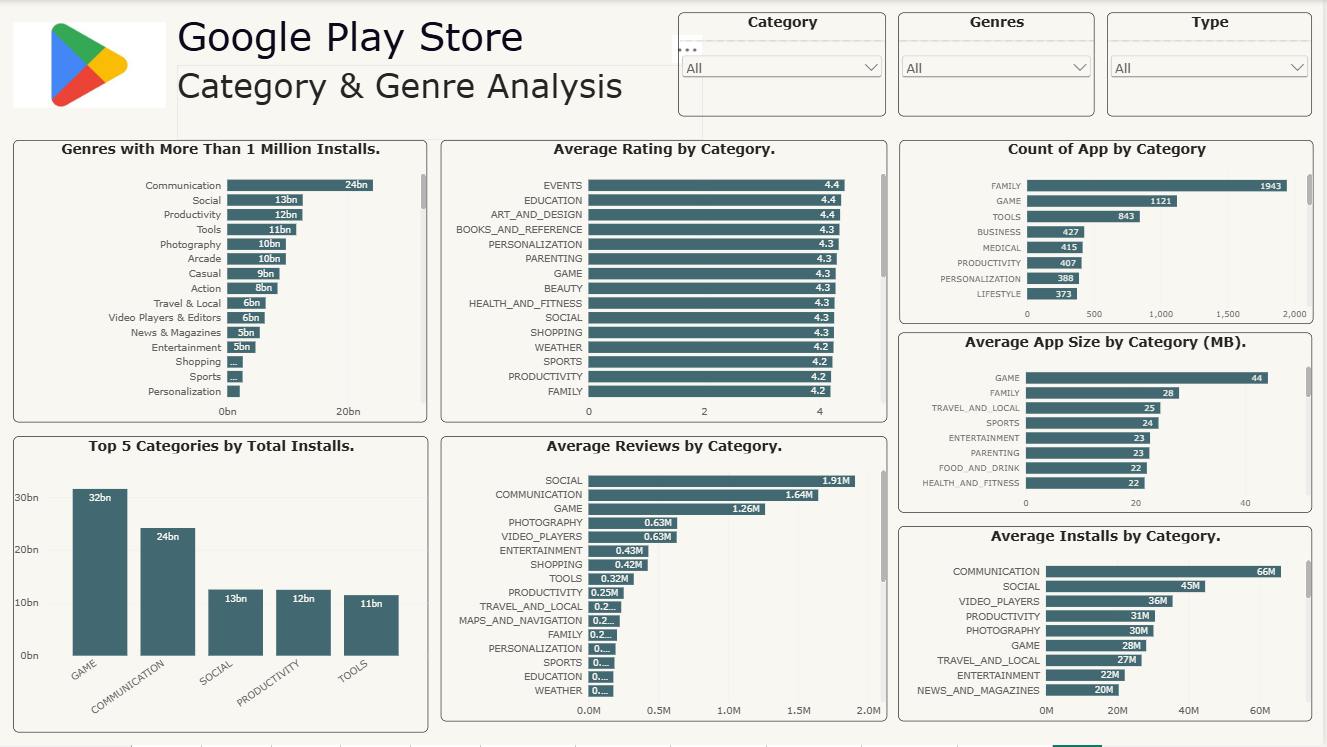 Google Play Store
Category & Genre Analysis
Category
All
Genres
All
Type
All
Genres with More Than 1 Million Installs.
Communication 24bn
Social 13bn
Productivity 12bn
Tools 11bn
Photography 10bn
Arcade 10bn
Casual 9bn
Action 8bn
Travel & Local 6bn
Video Players & Editors 6bn
News & Magazines 5bn
Entertainment 5bn
Shopping ...
Sports ...
Personalization
0bn 20bn
Average Rating by Category.
EVENTS 4.4
EDUCATION 4.4
ART_AND_DESIGN 4.4
BOOKS_AND_REFERENCE 4.3
PERSONALIZATION 4.3
PARENTING 4.3
GAME 4.3
BEAUTY 4.3
HEALTH_AND_FITNESS 4.3
SOCIAL 4.3
SHOPPING 4.3
WEATHER 4.2
SPORTS 4.2
PRODUCTIVITY 4.2
FAMILY 4.2
0 2 4
Count of App by Category
FAMILY 1943
GAME 1121
TOOLS 843
BUSINESS 427
MEDICAL 415
PRODUCTIVITY 407
PERSONALIZATION 388
LIFESTYLE 373
0 500 1,000 1,500 2,000
Average App Size by Category (MB).
GAME 44
FAMILY 28
TRAVEL_AND_LOCAL 25
SPORTS 24
ENTERTAINMENT 23
PARENTING 23
FOOD_AND_DRINK 22
HEALTH_AND_FITNESS 22
0 20 40
Top 5 Categories by Total Installs.
30bn
20bn
10bn
0bn
32bn
24bn
13bn
12bn
11bn
GAME
COMMUNICATION
SOCIAL
PRODUCTIVITY
TOOLS
Average Reviews by Category.
SOCIAL 1.91M
COMMUNICATION 1.64M
GAME 1.26M
PHOTOGRAPHY 0.63M
VIDEO_PLAYERS 0.63M
ENTERTAINMENT 0.43M
SHOPPING 0.42M
TOOLS 0.32M
PRODUCTIVITY 0.25M
TRAVEL_AND_LOCAL 0.2...
MAPS_AND_NAVIGATION 0.2...
FAMILY 0.2...
PERSONALIZATION 0....
SPORTS 0....
EDUCATION 0....
WEATHER 0....
0.0M 0.5M 1.0M 1.5M 2.0M
Average Installs by Category.
COMMUNICATION 66M
SOCIAL 45M
VIDEO_PLAYERS 36M
PRODUCTIVITY 31M
PHOTOGRAPHY 30M
GAME 28M
TRAVEL_AND_LOCAL 27M
ENTERTAINMENT 22M
NEWS_AND_MAGAZINES 20M
0M 20M 40M 60M